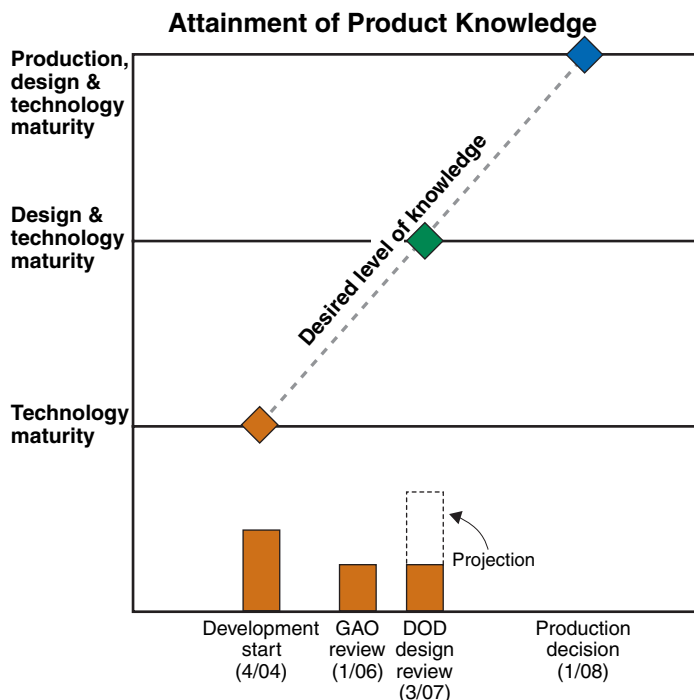 Attainment of Product Knowledge
Production,
design &
technology
maturity
Design &
technology
maturity
Desired level of knowledge
Technology
maturity
Projection
Development
start
(4/04)
GAO
review
(1/06)
DOD
design
review
(3/07)
Production
decision
(1/08)